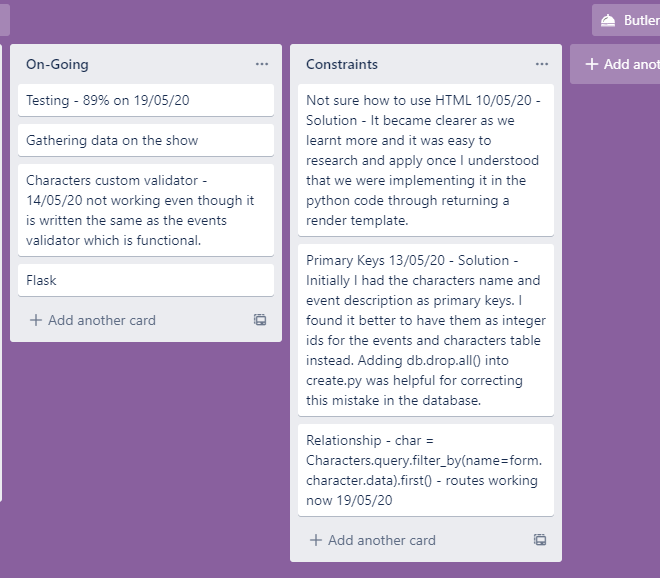 Butler
On-Going
Testing - 89% on 19/05/20
Gathering data on the show
Characters custom validator -
14/05/20 not working even though it
is written the same as the events
validator which is functional.
Flask
Add another card
Constraints
Not sure how to use HTML 10/05/20 -
Solution - It became clearer as we
learnt more and it was easy to
research and apply once I understood
that we were implementing it in the
python code through returning a
render template.
Primary Keys 13/05/20 - Solution -
Initially I had the characters name and
event description as primary keys. I
found it better to have them as integer
ids for the events and characters table
instead. Adding db.drop.all() into
create.py was helpful for correcting
this mistake in the database.
Relationship - char =
Characters.query.filter_by(name=form.
character.data).first() - routes working
now 19/05/20
Add another card
Add anot